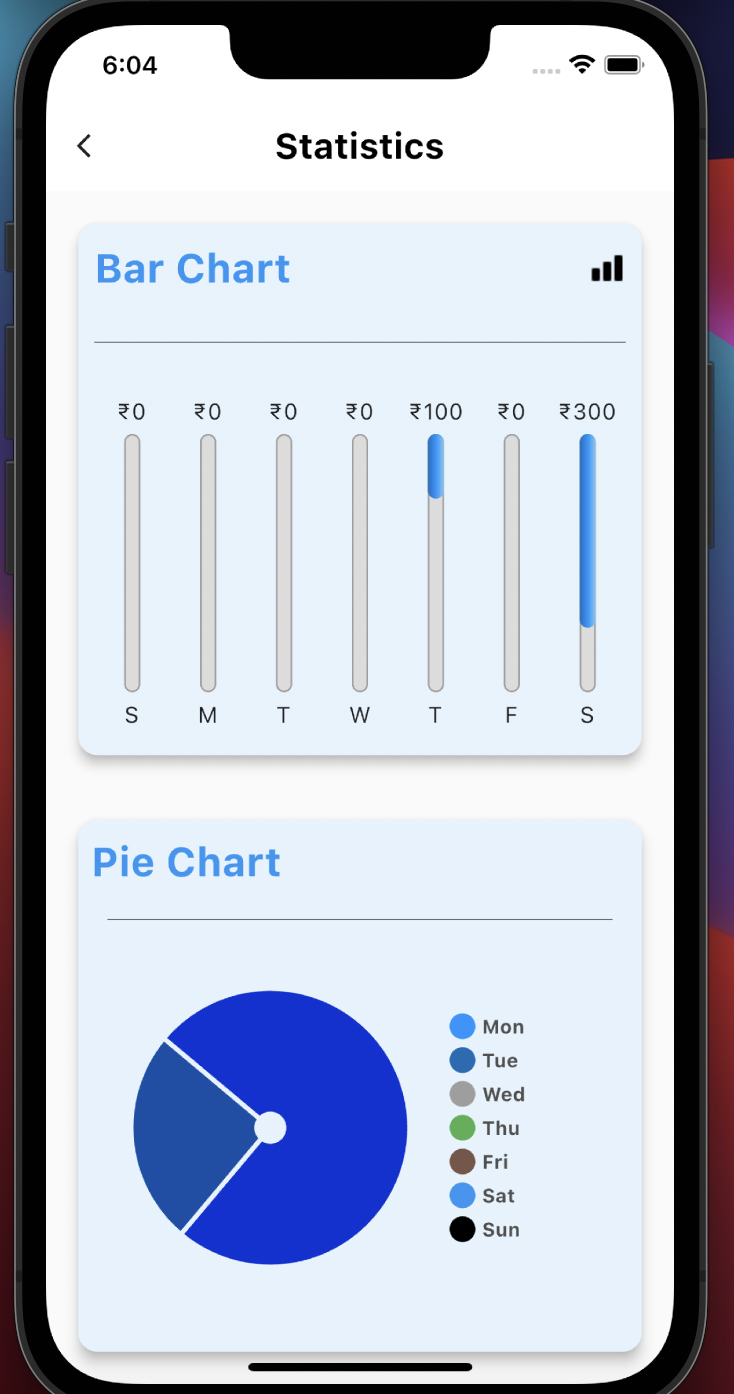 6:04
Statistics
Bar Chart
₹0 ₹0 ₹0 ₹0 ₹100 ₹0 ₹300
S M T W T F S
Pie Chart
Mon
Tue
Wed
Thu
Fri
Sat
Sun